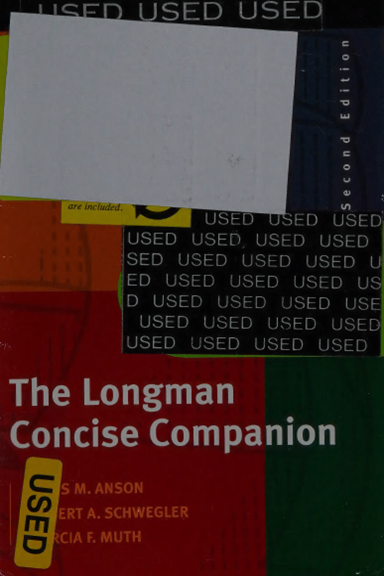 USED USED USED
Second Edition
are included.
USED USED
USED USED USED USED
SED USED USED USED U
ED USED USED USED US
D USED USED USED USE
USED USED USED USED
USED USED USED USED
The Longman
Concise Companion
S M. ANSON
ERT A. SCHWEGLER
RCIA F. MUTH
USED